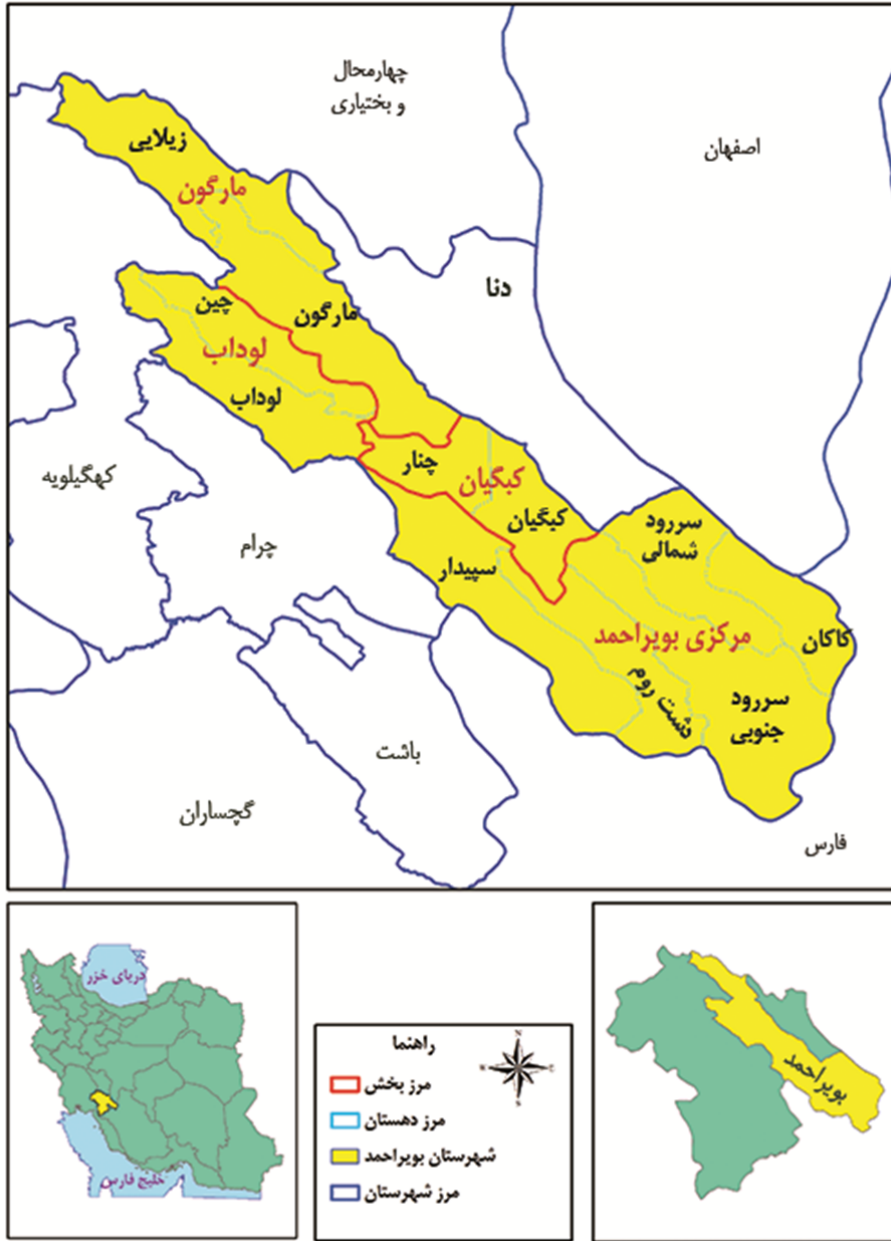 چهارمحال
و بختیاری
اصفهان
زیلایی
مارگون
دنا
چین
مارگون
لوداب
لوداب
چنار
کبگیان
کهگیلویه
کبگیان
سررود
شمالی
چرام
سپیدار
مرکزی بویراحمد
کاکان
دشت روم
سررود
جنوبی
باشت
گچساران
فارس
دریای خزر
خلیج فارس
راهنما
N
W
E
S
مرز بخش
مرز دهستان
شهرستان بویراحمد
مرز شهرستان
بویراحمد